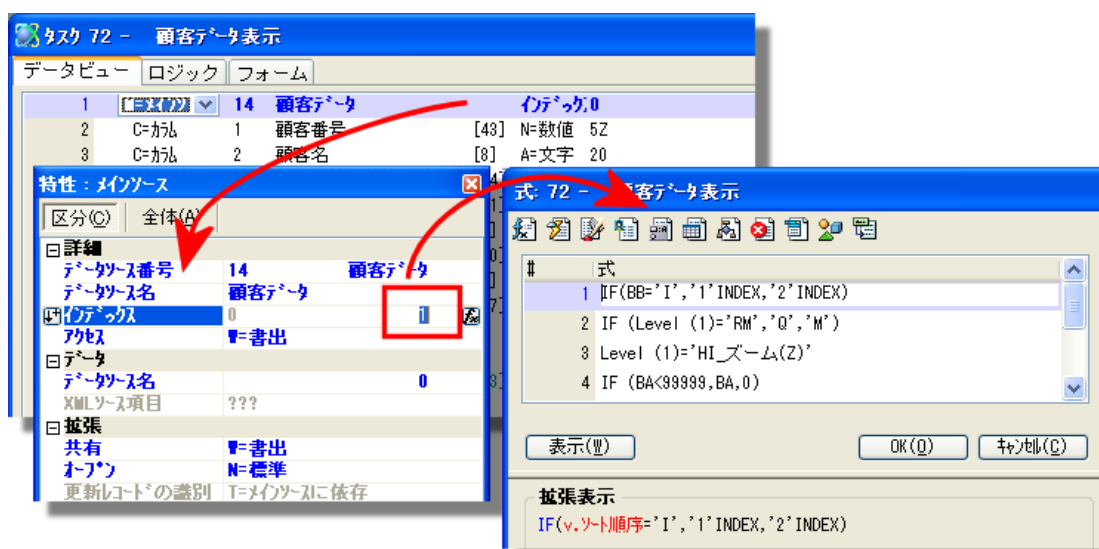 タスク 72 - 顧客データ表示
データビュー ロジック フォーム
1 14 顧客データ インデックス: 0
2 C=カラム 1 顧客番号 [43] N=数値 5Z
3 C=カラム 2 顧客名 [8] A=文字 20
特性：メインソース
区分(C) 全体(A)
詳細
データソース番号 14 顧客データ
データソース名 顧客データ
インデックス 0 1
アクセス W=書出
データ
データソース名 0
XMLソース項目 ???
拡張
共有 W=書出
オープン N=標準
更新レコードの識別 T=メインソースに依存
式: 72 - 顧客データ表示
# 式
1 IF(BB='I','1'INDEX,'2'INDEX)
2 IF (Level (1)='RM','Q','M')
3 Level (1)='HI_ズーム(Z)'
4 IF (BA<99999,BA,0)
表示(W) OK(O) キャンセル(C)
拡張表示
IF(v.ソート順序='I','1'INDEX,'2'INDEX)